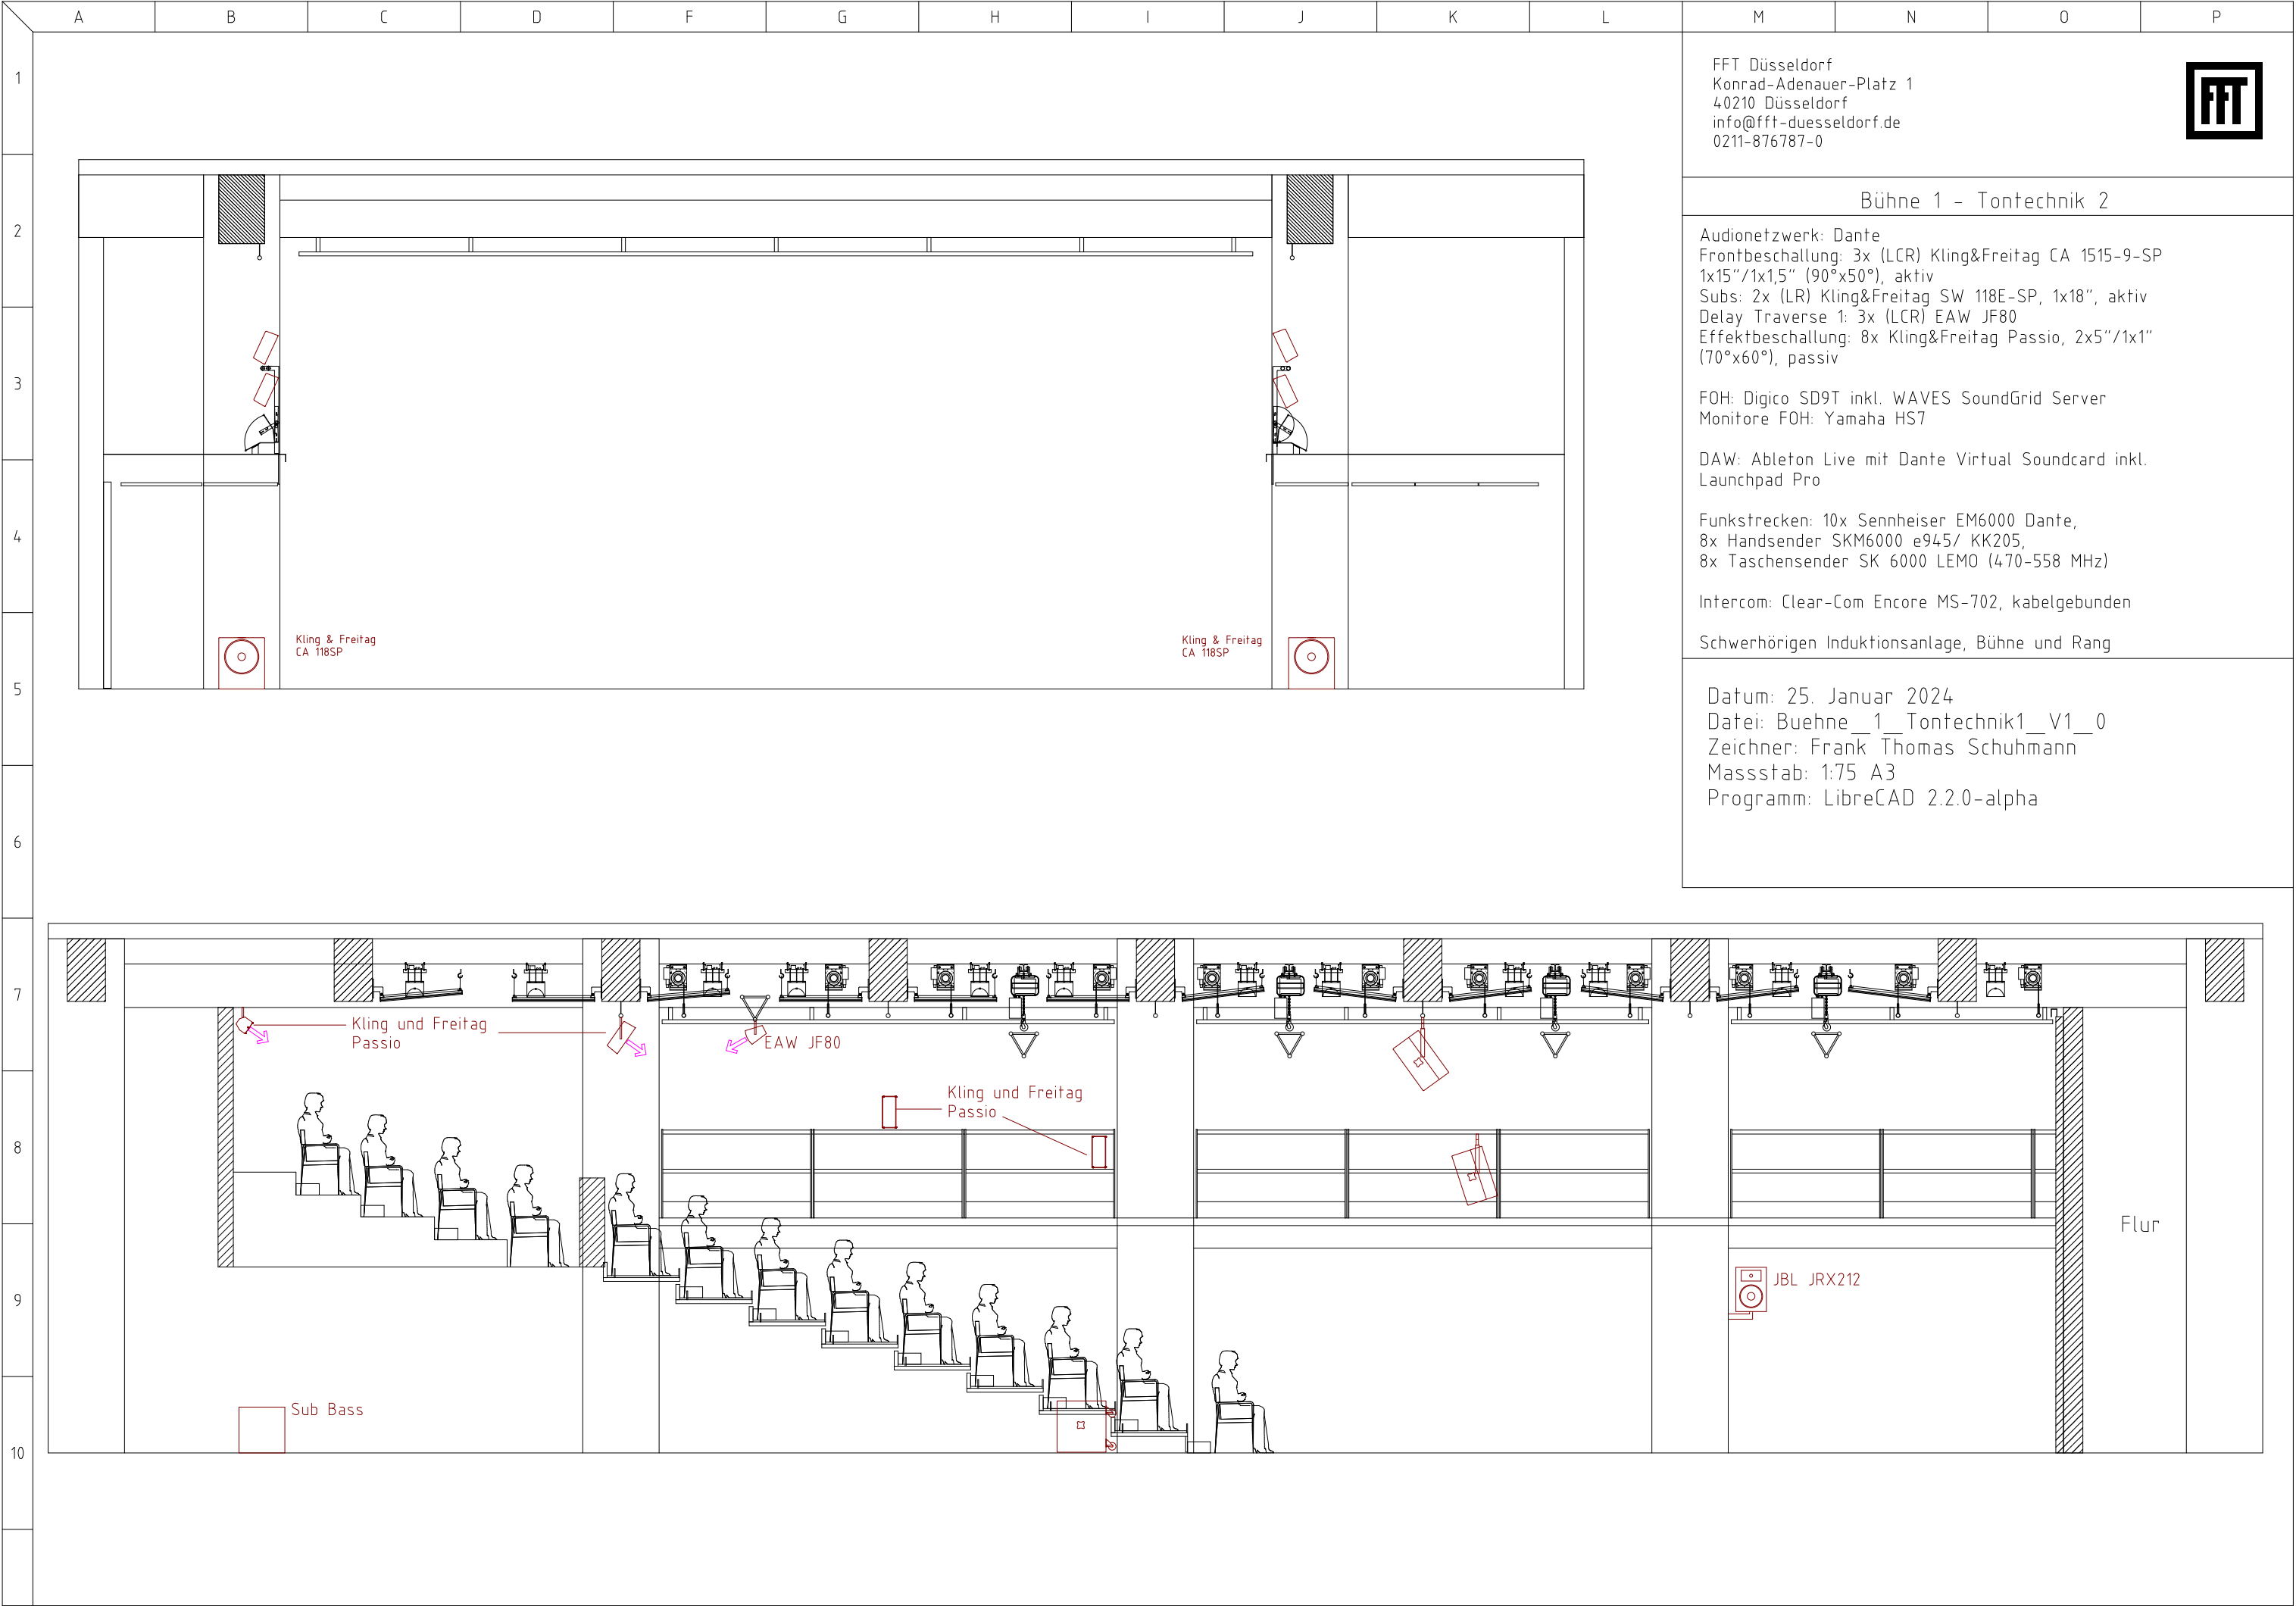 A B C D F G H I J K L M N O P
1
2
3
4
5
6
7
8
9
10
FFT Düsseldorf
Konrad-Adenauer-Platz 1
40210 Düsseldorf
info@fft-duesseldorf.de
0211-876787-0
FFT
Bühne 1 - Tontechnik 2
Audionetzwerk: Dante
Frontbeschallung: 3x (LCR) Kling&Freitag CA 1515-9-SP
1x15"/1x1,5" (90°x50°), aktiv
Subs: 2x (LR) Kling&Freitag SW 118E-SP, 1x18", aktiv
Delay Traverse 1: 3x (LCR) EAW JF80
Effektbeschallung: 8x Kling&Freitag Passio, 2x5"/1x1"
(70°x60°), passiv
FOH: Digico SD9T inkl. WAVES SoundGrid Server
Monitore FOH: Yamaha HS7
DAW: Ableton Live mit Dante Virtual Soundcard inkl.
Launchpad Pro
Funkstrecken: 10x Sennheiser EM6000 Dante,
8x Handsender SKM6000 e945/ KK205,
8x Taschensender SK 6000 LEMO (470-558 MHz)
Intercom: Clear-Com Encore MS-702, kabelgebunden
Schwerhörigen Induktionsanlage, Bühne und Rang
Datum: 25. Januar 2024
Datei: Buehne__1__Tontechnik1__V1__0
Zeichner: Frank Thomas Schuhmann
Massstab: 1:75 A3
Programm: LibreCAD 2.2.0-alpha
Kling & Freitag
CA 118SP
Kling & Freitag
CA 118SP
Kling und Freitag
Passio
EAW JF80
Kling und Freitag
Passio
Flur
JBL JRX212
Sub Bass